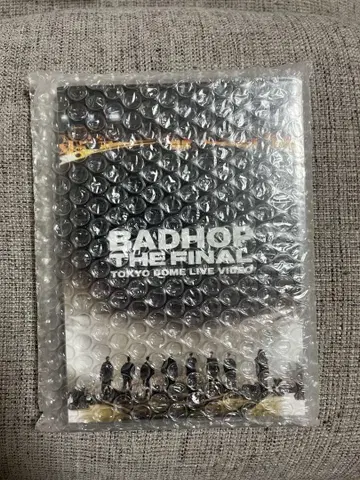 BADHOP
THE FINAL
TOKYO DOME LIVE VIDEO